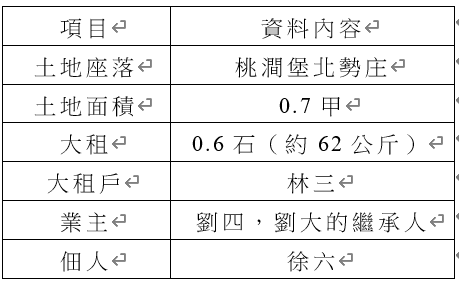 項目 資料內容
土地座落 桃澗堡北勢庄
土地面積 0.7 甲
大租 0.6 石（約 62 公斤）
大租戶 林三
業主 劉四，劉大的繼承人
佃人 徐六